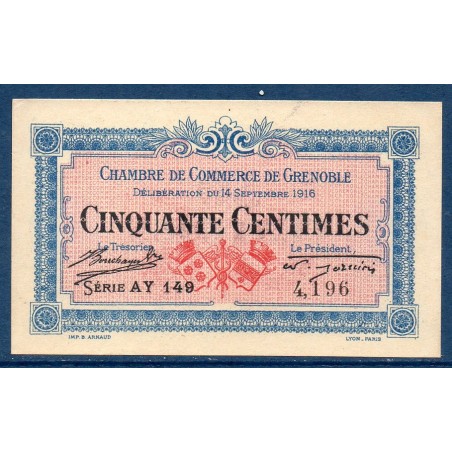 CHAMBRE DE COMMERCE DE GRENOBLE
DÉLIBÉRATION DU 14 SEPTEMBRE 1916
CINQUANTE CENTIMES
Le Trésorier, Le Président,
SÉRIE AY 149 4,196
IMP. B. ARNAUD LYON, PARIS